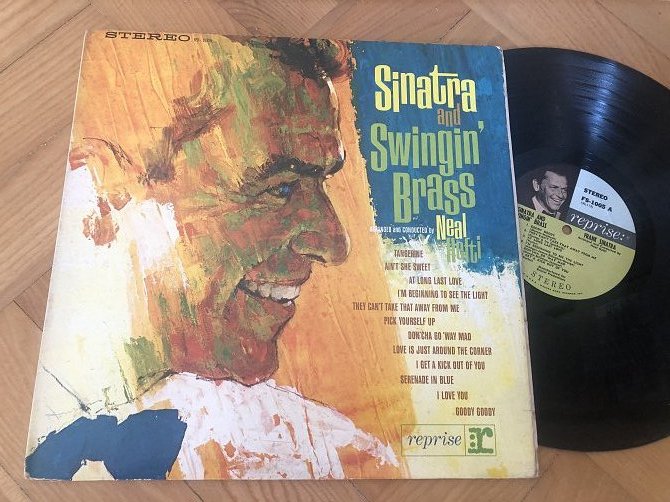 STEREO
Sinatra
and
Swingin'
Brass
ARRANGED and CONDUCTED by Neal
Hefti
TANGERINE
AIN'T SHE SWEET
AT LONG LAST LOVE
I'M BEGINNING TO SEE THE LIGHT
THEY CAN'T TAKE THAT AWAY FROM ME
PICK YOURSELF UP
DON'CHA GO 'WAY MAD
LOVE IS JUST AROUND THE CORNER
I GET A KICK OUT OF YOU
SERENADE IN BLUE
I LOVE YOU
GOODY GOODY
reprise r
STEREO
FS-1005 A
reprise:
SINATRA AND
BRASS
FRANK SINATRA
STEREO